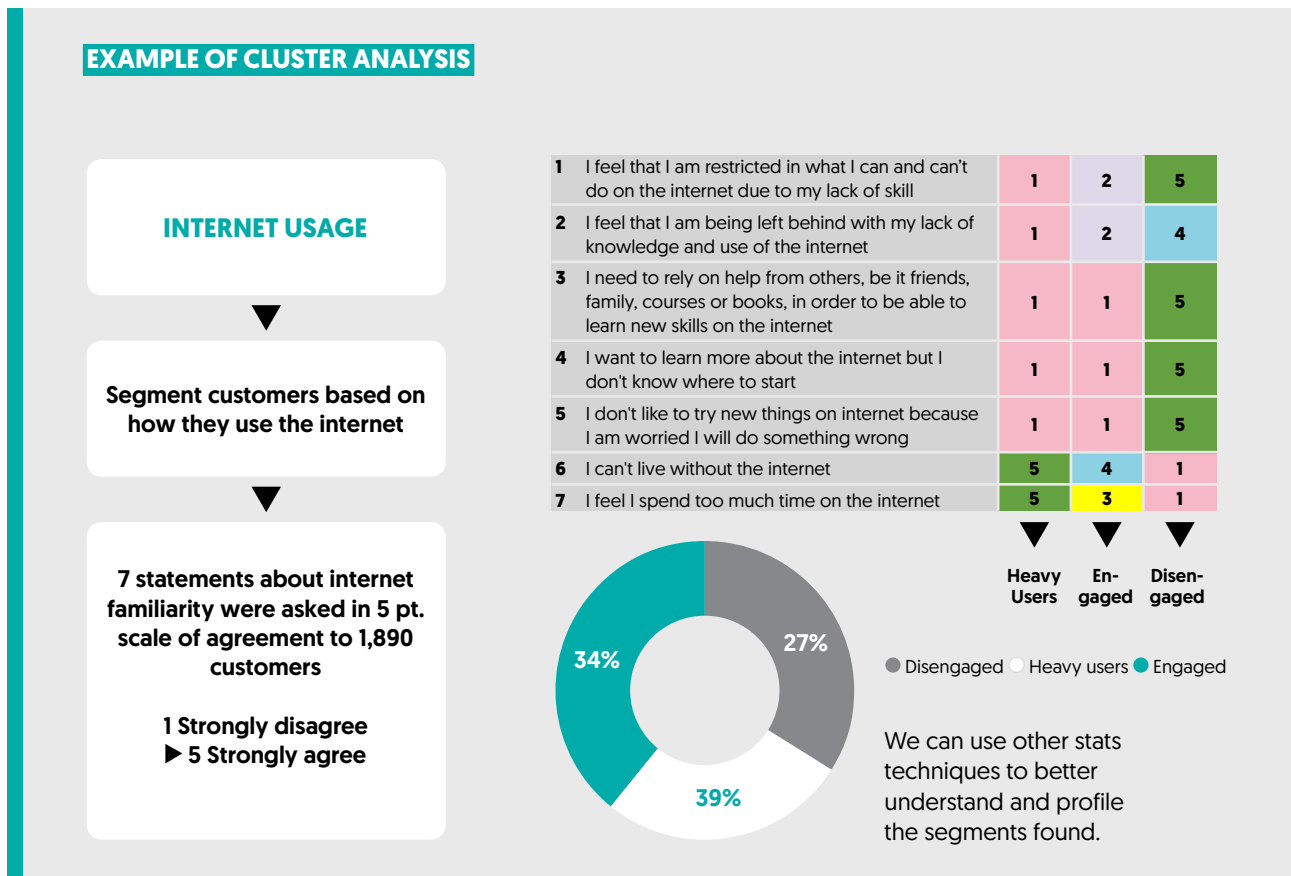 EXAMPLE OF CLUSTER ANALYSIS
INTERNET USAGE
Segment customers based on
how they use the internet
7 statements about internet
familiarity were asked in 5 pt.
scale of agreement to 1,890
customers
1 Strongly disagree
▶ 5 Strongly agree
1 I feel that I am restricted in what I can and can't 1 2 5
do on the internet due to my lack of skill
2 I feel that I am being left behind with my lack of 1 2 4
knowledge and use of the internet
3 I need to rely on help from others, be it friends,
family, courses or books, in order to be able to 1 1 5
learn new skills on the internet
4 I want to learn more about the internet but I 1 1 5
don't know where to start
5 I don't like to try new things on internet because 1 1 5
I am worried I will do something wrong
6 I can't live without the internet 5 4 1
7 I feel I spend too much time on the internet 5 3 1
Heavy
Users
En-
gaged
Disen-
gaged
34%
27%
39%
Disengaged Heavy users Engaged
We can use other stats
techniques to better
understand and profile
the segments found.